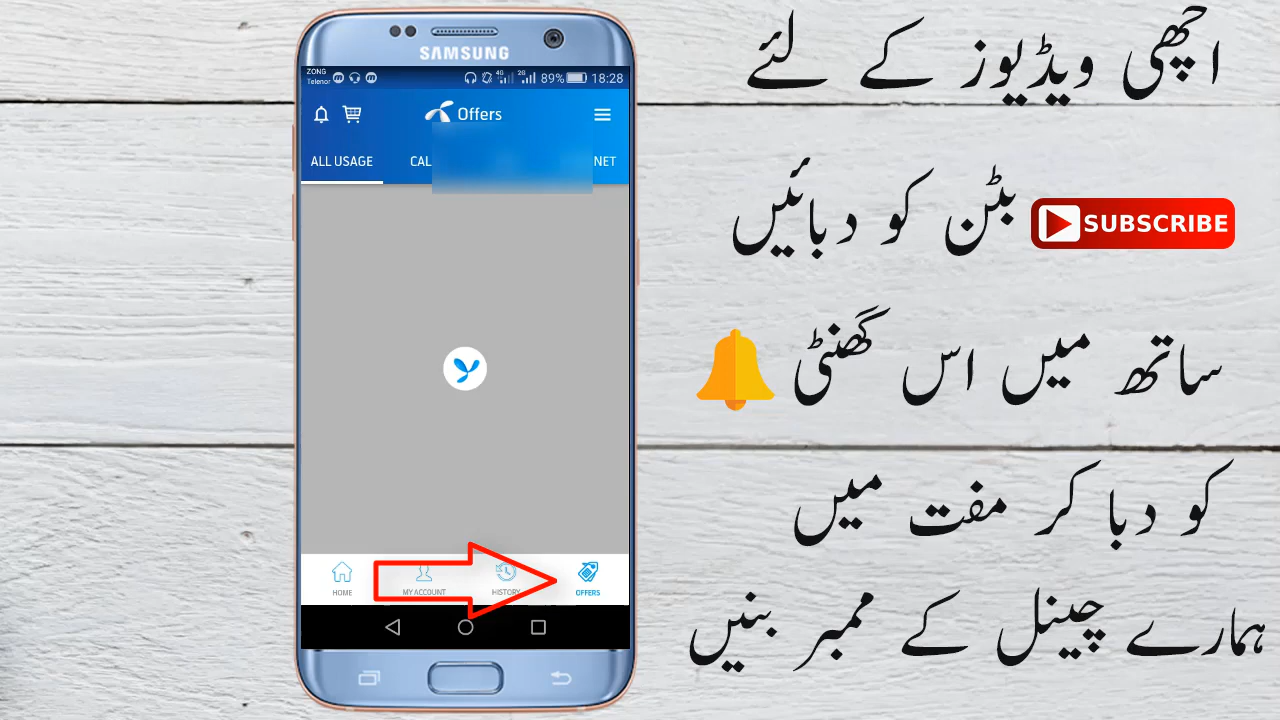 SAMSUNG
ZONG
Telenor
4G
2G
89%
18:28
Offers
ALL USAGE
CAL
NET
HOME
MY ACCOUNT
HISTORY
OFFERS
اچھی ویڈیوز کے لئے
SUBSCRIBE بٹن کو دبائیں
ساتھ میں اس گھنٹی
کو دبا کر مفت میں
ہمارے چینل کے ممبر بنیں